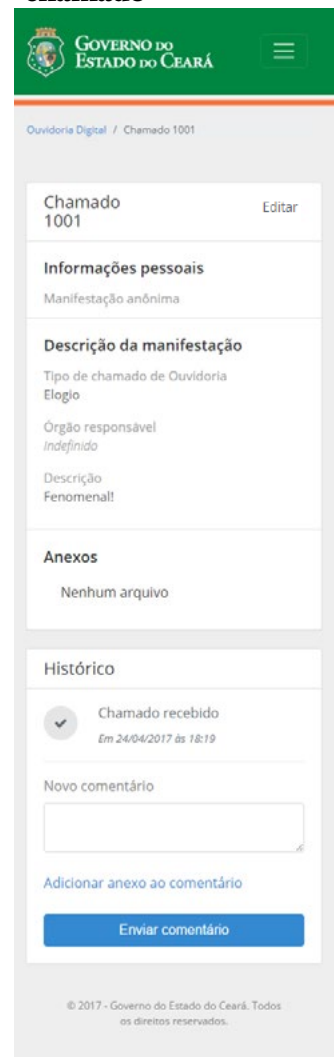 GOVERNO DO
ESTADO DO CEARÁ
Ouvidoria Digital / Chamado 1001
Chamado
1001
Editar
Informações pessoais
Manifestação anônima
Descrição da manifestação
Tipo de chamado de Ouvidoria
Elogio
Órgão responsável
Indefinido
Descrição
Fenomenal!
Anexos
Nenhum arquivo
Histórico
Chamado recebido
Em 24/04/2017 às 18:19
Novo comentário
Adicionar anexo ao comentário
Enviar comentário
© 2017 - Governo do Estado do Ceará. Todos
os direitos reservados.